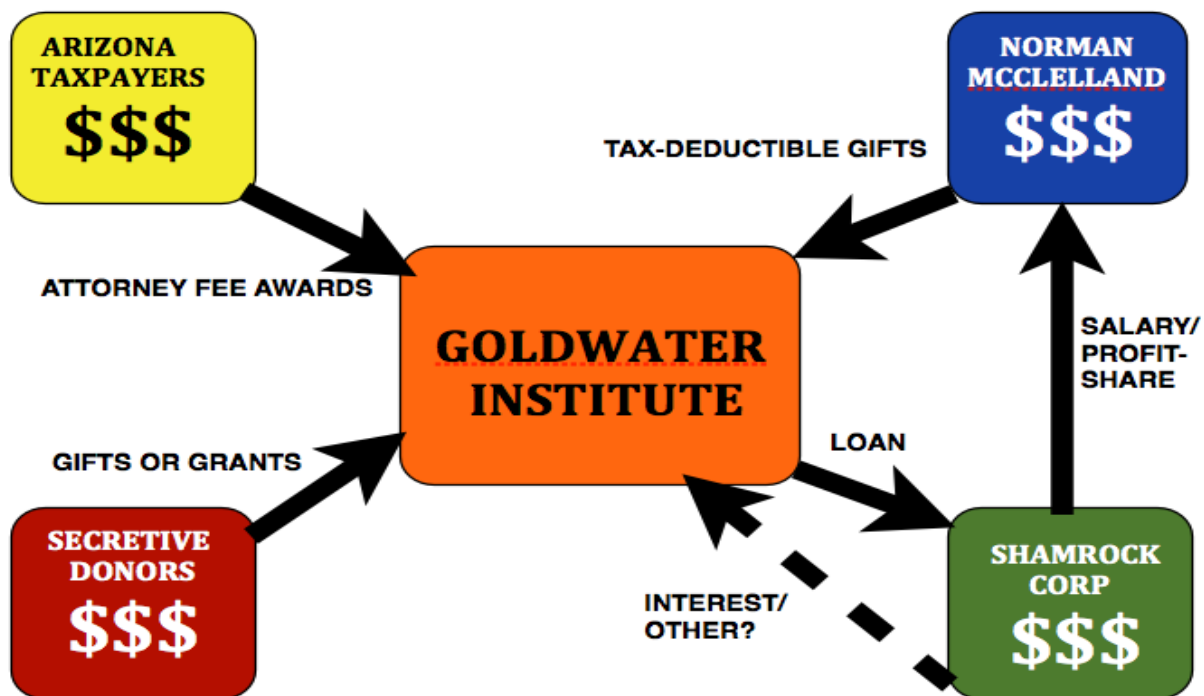 ARIZONA
TAXPAYERS
$$$
NORMAN
MCCLELLAND
$$$
TAX-DEDUCTIBLE GIFTS
ATTORNEY FEE AWARDS
GOLDWATER
INSTITUTE
SALARY/
PROFIT-
SHARE
GIFTS OR GRANTS
LOAN
SECRETIVE
DONORS
$$$
INTEREST/
OTHER?
SHAMROCK
CORP
$$$